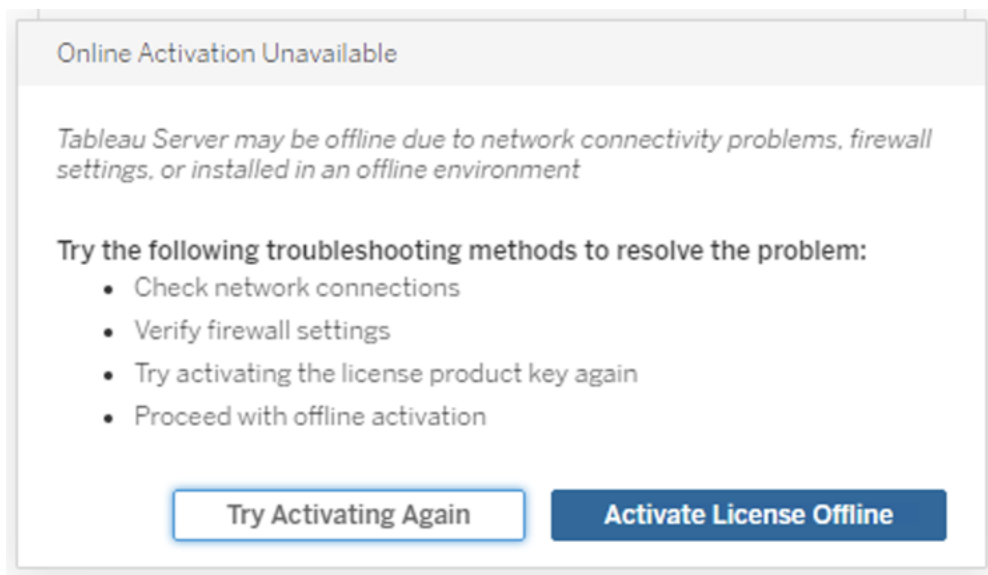 Online Activation Unavailable
Tableau Server may be offline due to network connectivity problems, firewall
settings, or installed in an offline environment
Try the following troubleshooting methods to resolve the problem:
• Check network connections
• Verify firewall settings
• Try activating the license product key again
• Proceed with offline activation
Try Activating Again Activate License Offline